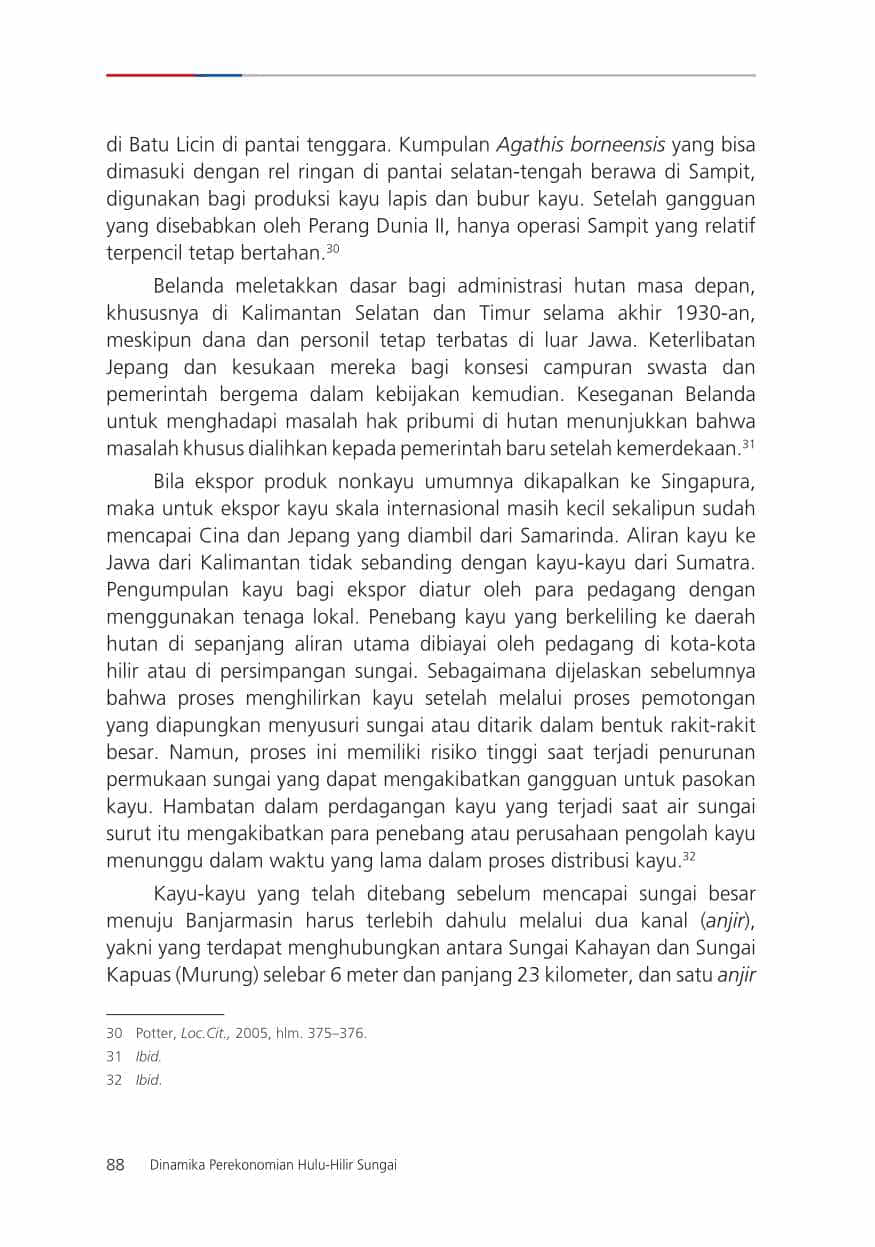 di Batu Licin di pantai tenggara. Kumpulan Agathis borneensis yang bisa
dimasuki dengan rel ringan di pantai selatan-tengah berawa di Sampit,
digunakan bagi produksi kayu lapis dan bubur kayu. Setelah gangguan
yang disebabkan oleh Perang Dunia II, hanya operasi Sampit yang relatif
terpencil tetap bertahan.30
Belanda meletakkan dasar bagi administrasi hutan masa depan,
khususnya di Kalimantan Selatan dan Timur selama akhir 1930-an,
meskipun dana dan personil tetap terbatas di luar Jawa. Keterlibatan
Jepang dan kesukaan mereka bagi konsesi campuran swasta dan
pemerintah bergema dalam kebijakan kemudian. Keseganan Belanda
untuk menghadapi masalah hak pribumi di hutan menunjukkan bahwa
masalah khusus dialihkan kepada pemerintah baru setelah kemerdekaan.31
Bila ekspor produk nonkayu umumnya dikapalkan ke Singapura,
maka untuk ekspor kayu skala internasional masih kecil sekalipun sudah
mencapai Cina dan Jepang yang diambil dari Samarinda. Aliran kayu ke
Jawa dari Kalimantan tidak sebanding dengan kayu-kayu dari Sumatra.
Pengumpulan kayu bagi ekspor diatur oleh para pedagang dengan
menggunakan tenaga lokal. Penebang kayu yang berkeliling ke daerah
hutan di sepanjang aliran utama dibiayai oleh pedagang di kota-kota
hilir atau di persimpangan sungai. Sebagaimana dijelaskan sebelumnya
bahwa proses menghilirkan kayu setelah melalui proses pemotongan
yang diapungkan menyusuri sungai atau ditarik dalam bentuk rakit-rakit
besar. Namun, proses ini memiliki risiko tinggi saat terjadi penurunan
permukaan sungai yang dapat mengakibatkan gangguan untuk pasokan
kayu. Hambatan dalam perdagangan kayu yang terjadi saat air sungai
surut itu mengakibatkan para penebang atau perusahaan pengolah kayu
menunggu dalam waktu yang lama dalam proses distribusi kayu.32
Kayu-kayu yang telah ditebang sebelum mencapai sungai besar
menuju Banjarmasin harus terlebih dahulu melalui dua kanal (anjir),
yakni yang terdapat menghubungkan antara Sungai Kahayan dan Sungai
Kapuas (Murung) selebar 6 meter dan panjang 23 kilometer, dan satu anjir
30 Potter, Loc.Cit., 2005, hlm. 375–376.
31 Ibid.
32 Ibid.
88 Dinamika Perekonomian Hulu-Hilir Sungai